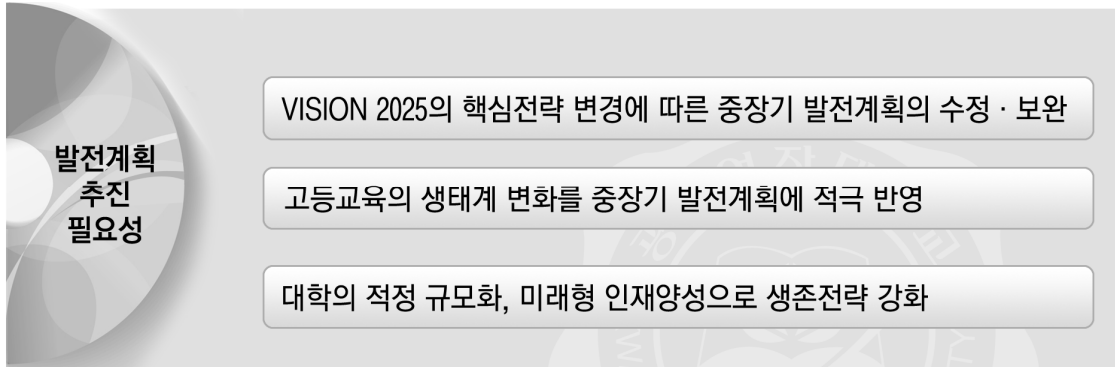 발전계획
추진
필요성
VISION 2025의 핵심전략 변경에 따른 중장기 발전계획의 수정 · 보완
고등교육의 생태계 변화를 중장기 발전계획에 적극 반영
대학의 적정 규모화, 미래형 인재양성으로 생존전략 강화